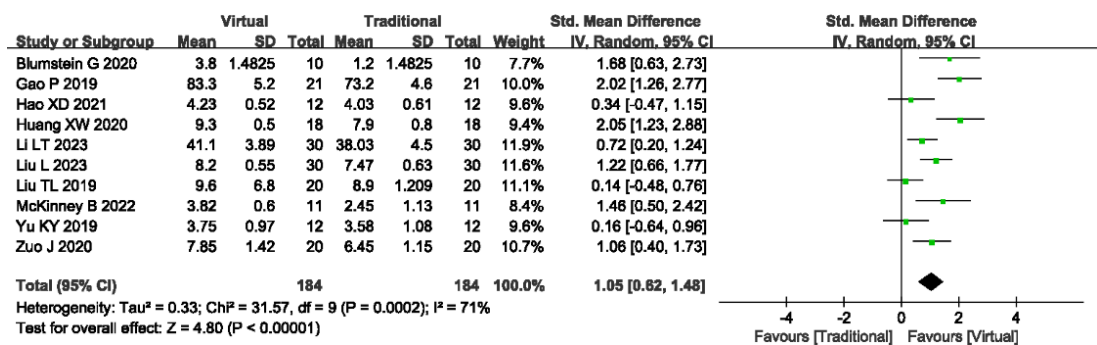 Virtual Traditional Std. Mean Difference Std. Mean Difference
Study or Subgroup Mean SD Total Mean SD Total Weight IV, Random, 95% CI IV, Random, 95% CI
Blumstein G 2020 3.8 1.4825 10 1.2 1.4825 10 7.7% 1.68 [0.63, 2.73]
Gao P 2019 83.3 5.2 21 73.2 4.6 21 10.0% 2.02 [1.26, 2.77]
Hao XD 2021 4.23 0.52 12 4.03 0.61 12 9.6% 0.34 [-0.47, 1.15]
Huang XW 2020 9.3 0.5 18 7.9 0.8 18 9.4% 2.05 [1.23, 2.88]
Li LT 2023 41.1 3.89 30 38.03 4.5 30 11.9% 0.72 [0.20, 1.24]
Liu L 2023 8.2 0.55 30 7.47 0.63 30 11.6% 1.22 [0.66, 1.77]
Liu TL 2019 9.6 6.8 20 8.9 1.209 20 11.1% 0.14 [-0.48, 0.76]
McKinney B 2022 3.82 0.6 11 2.45 1.13 11 8.4% 1.46 [0.50, 2.42]
Yu KY 2019 3.75 0.97 12 3.58 1.08 12 9.6% 0.16 [-0.64, 0.96]
Zuo J 2020 7.85 1.42 20 6.45 1.15 20 10.7% 1.06 [0.40, 1.73]
Total (95% CI) 184 184 100.0% 1.05 [0.62, 1.48]
Heterogeneity: Tau² = 0.33; Chi² = 31.57, df = 9 (P = 0.0002); I² = 71%
Test for overall effect: Z = 4.80 (P < 0.00001)
-4 -2 0 2 4
Favours [Traditional] Favours [Virtual]